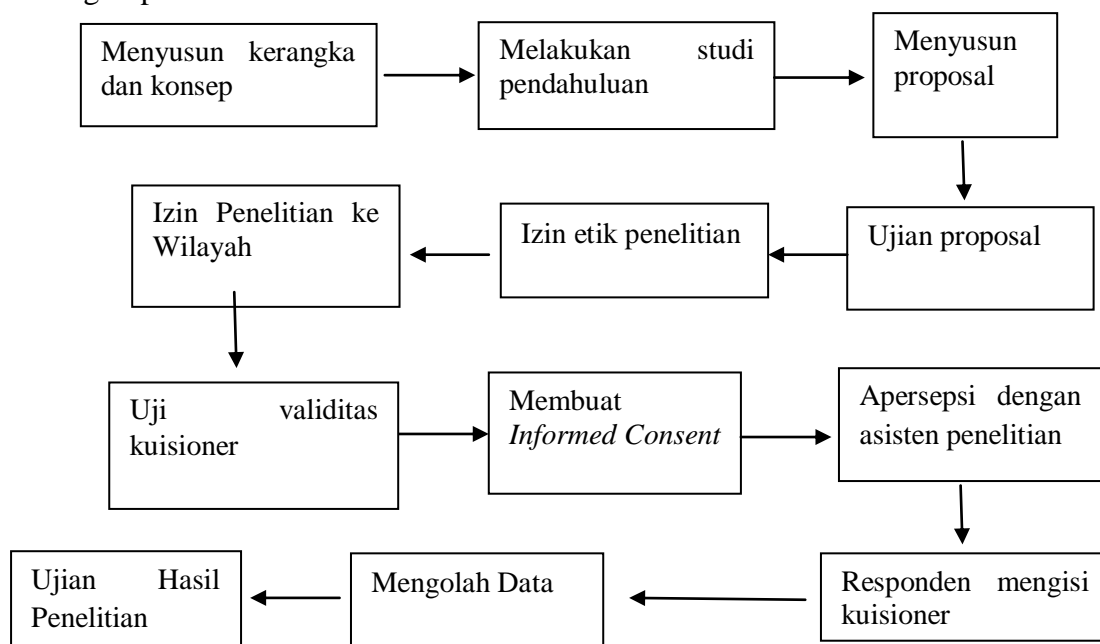 Menyusun kerangka
dan konsep
Melakukan studi
pendahuluan
Menyusun
proposal
Ujian proposal
Izin etik penelitian
Izin Penelitian ke
Wilayah
Uji validitas
kuisioner
Membuat
Informed Consent
Apersepsi dengan
asisten penelitian
Responden mengisi
kuisioner
Mengolah Data
Ujian Hasil
Penelitian